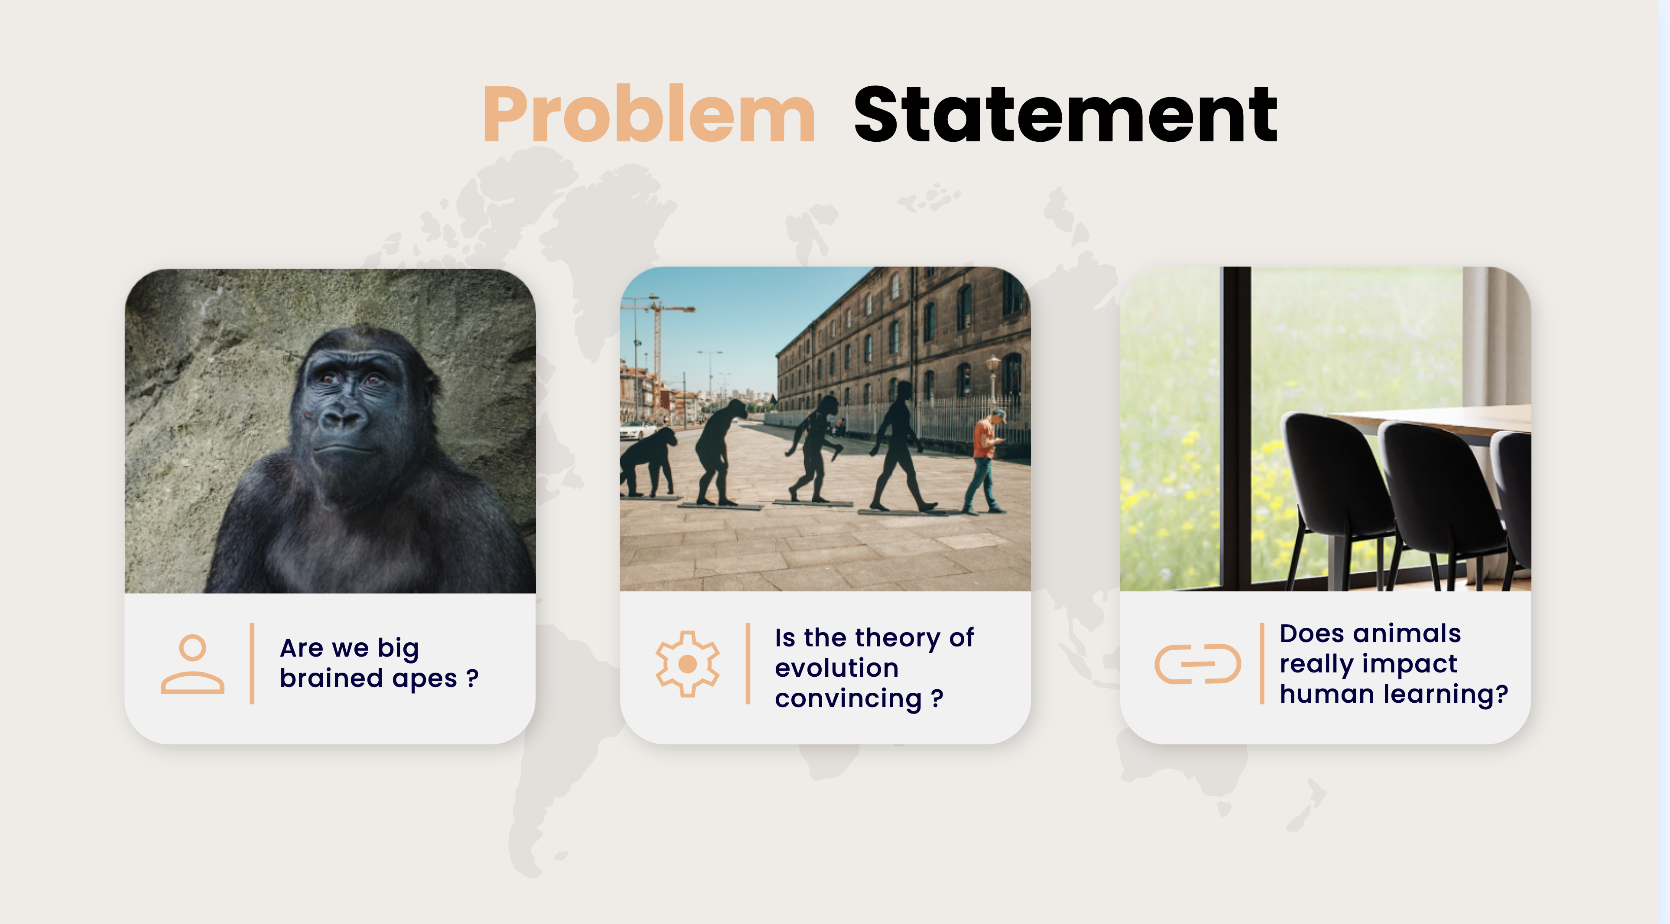 Problem Statement
Are we big
brained apes ?
Is the theory of
evolution
convincing ?
Does animals
really impact
human learning?